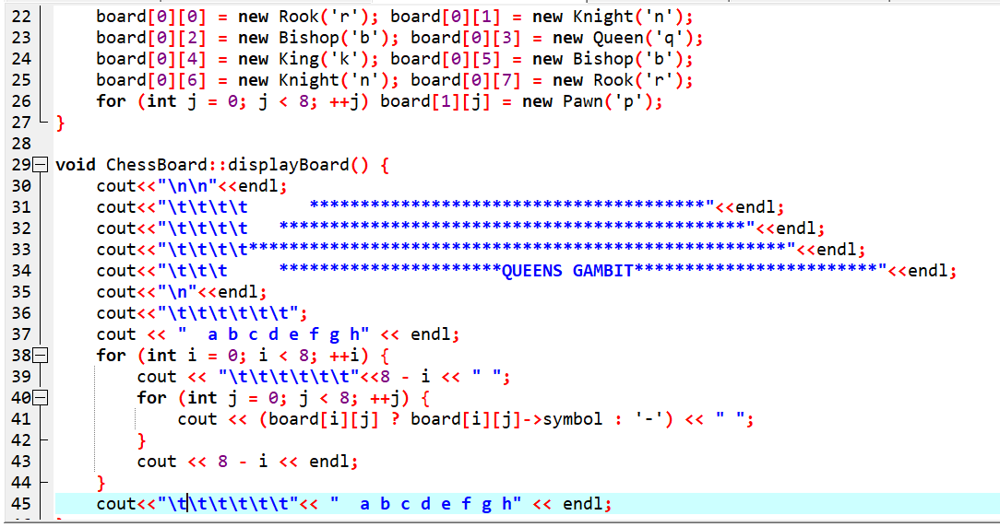 22 board[0][0] = new Rook('r'); board[0][1] = new Knight('n');
23 board[0][2] = new Bishop('b'); board[0][3] = new Queen('q');
24 board[0][4] = new King('k'); board[0][5] = new Bishop('b');
25 board[0][6] = new Knight('n'); board[0][7] = new Rook('r');
26 for (int j = 0; j < 8; ++j) board[1][j] = new Pawn('p');
27 }
28
29 void ChessBoard::displayBoard() {
30 cout<<"\n\n"<<endl;
31 cout<<"\t\t\t\t      ***************************************"<<endl;
32 cout<<"\t\t\t\t   **********************************************"<<endl;
33 cout<<"\t\t\t\t*****************************************************"<<endl;
34 cout<<"\t\t\t     **********************QUEENS GAMBIT************************"<<endl;
35 cout<<"\n"<<endl;
36 cout<<"\t\t\t\t\t\t";
37 cout << "  a b c d e f g h" << endl;
38 for (int i = 0; i < 8; ++i) {
39 cout << "\t\t\t\t\t\t"<<8 - i << " ";
40 for (int j = 0; j < 8; ++j) {
41 cout << (board[i][j] ? board[i][j]->symbol : '-') << " ";
42 }
43 cout << 8 - i << endl;
44 }
45 cout<<"\t\t\t\t\t\t"<< "  a b c d e f g h" << endl;